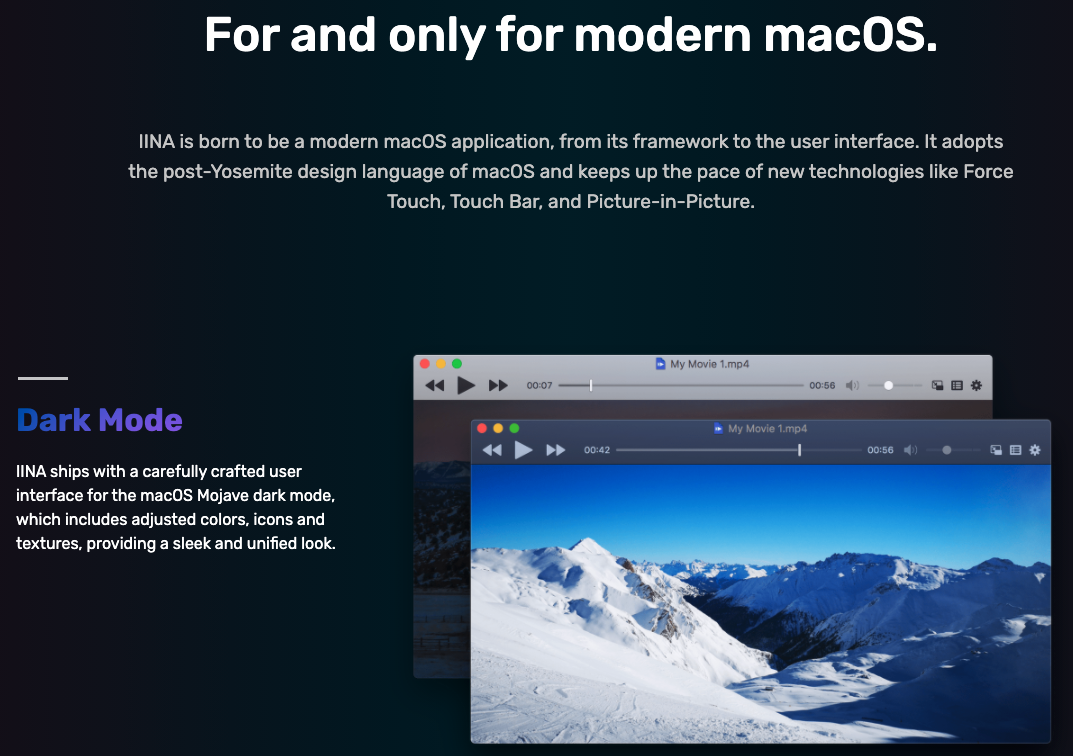 For and only for modern macOS.
IINA is born to be a modern macOS application, from its framework to the user interface. It adopts
the post-Yosemite design language of macOS and keeps up the pace of new technologies like Force
Touch, Touch Bar, and Picture-in-Picture.
Dark Mode
IINA ships with a carefully crafted user
interface for the macOS Mojave dark mode,
which includes adjusted colors, icons and
textures, providing a sleek and unified look.
My Movie 1.mp4
00:07 00:56
My Movie 1.mp4
00:42 00:56